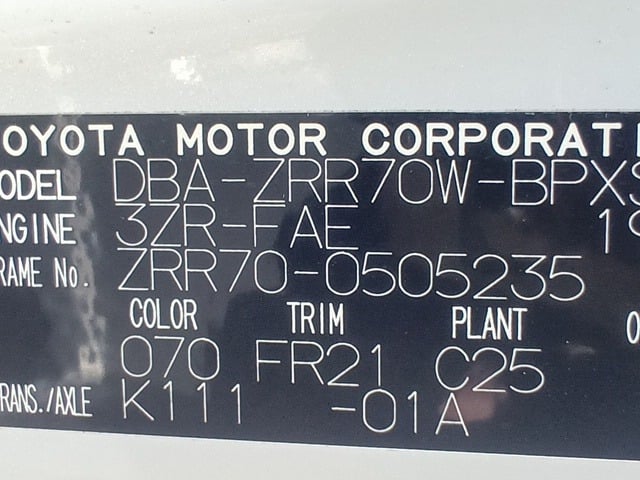 OYOTA MOTOR CORPORATI
ODEL DBA-ZRR70W-BPXS
NGINE 3ZR-FAE 19
RAME No. ZRR70-0505235
COLOR TRIM PLANT O
070 FR21 C25
RANS./AXLE K111 -01A